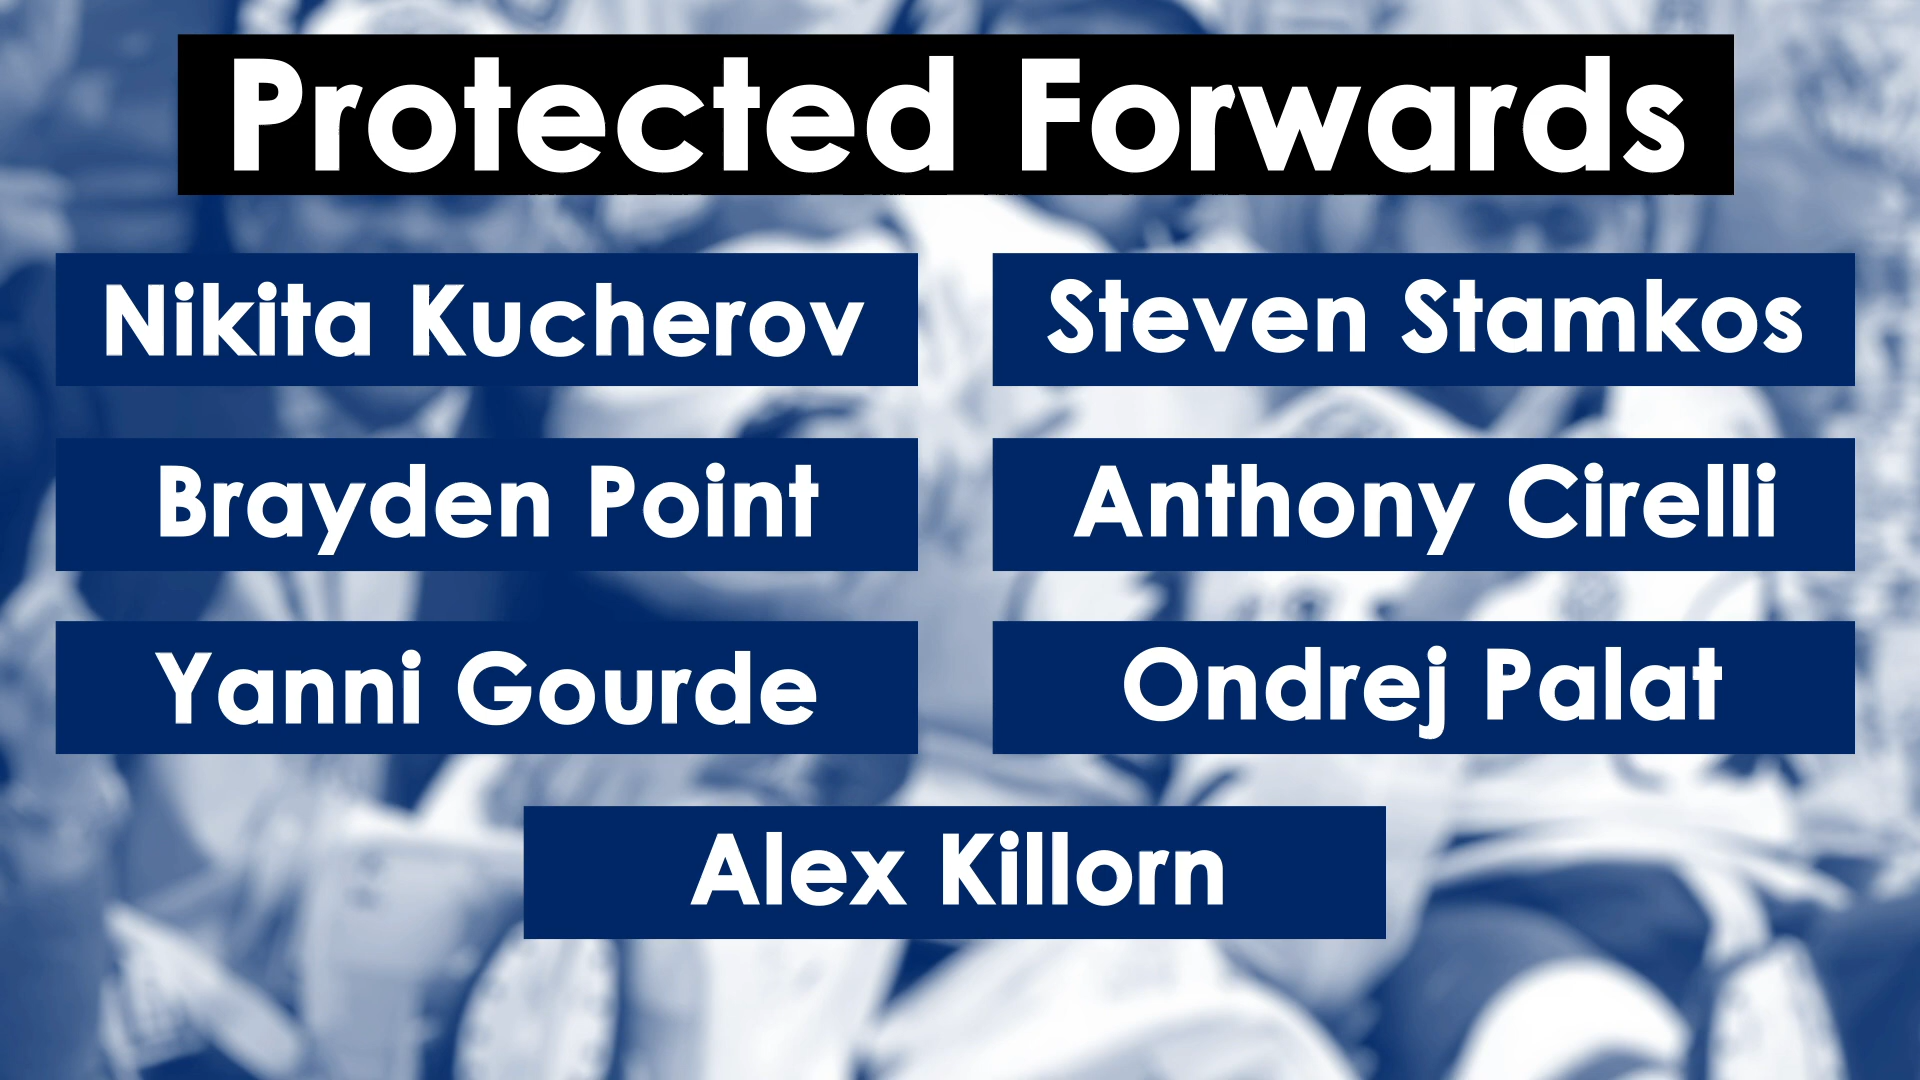 Protected Forwards
Nikita Kucherov
Steven Stamkos
Brayden Point
Anthony Cirelli
Yanni Gourde
Ondrej Palat
Alex Killorn